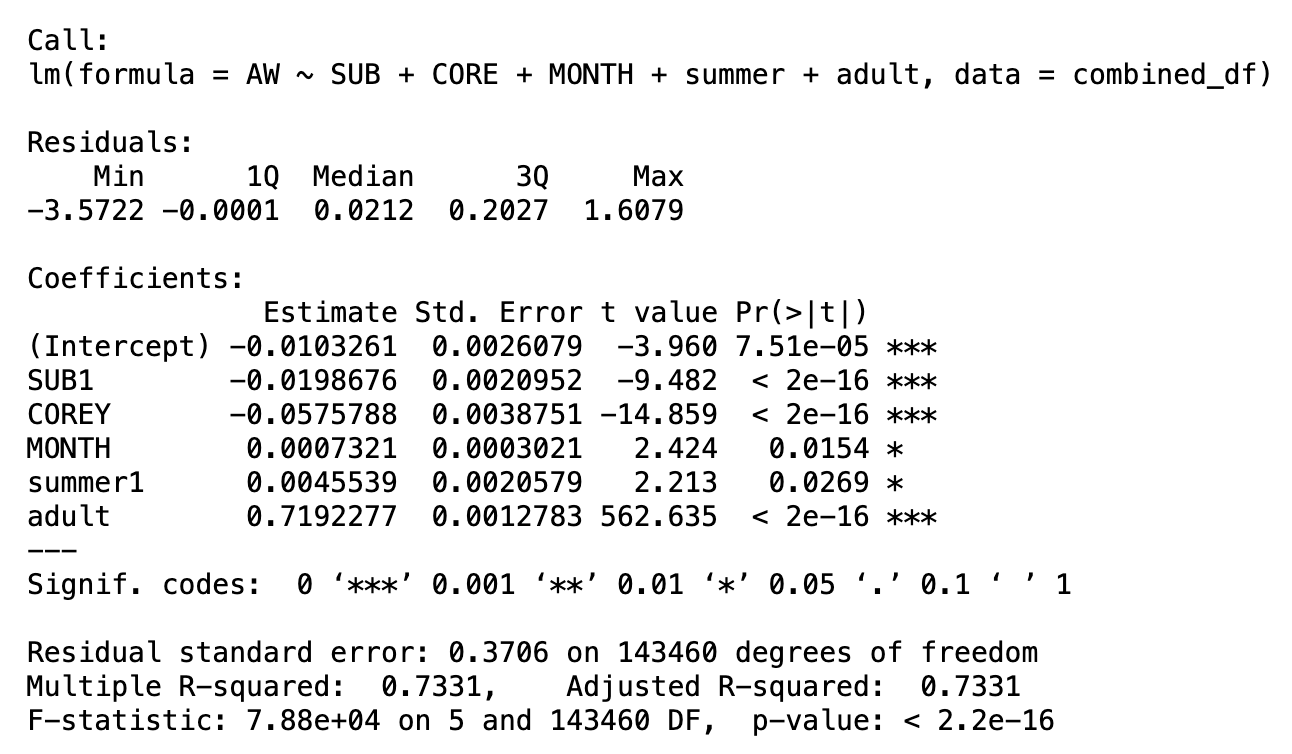 Call:
lm(formula = AW ~ SUB + CORE + MONTH + summer + adult, data = combined_df)
Residuals:
Min 1Q Median 3Q Max
-3.5722 -0.0001 0.0212 0.2027 1.6079
Coefficients:
Estimate Std. Error t value Pr(>|t|)
(Intercept) -0.0103261 0.0026079 -3.960 7.51e-05 ***
SUB1 -0.0198676 0.0020952 -9.482 < 2e-16 ***
COREY -0.0575788 0.0038751 -14.859 < 2e-16 ***
MONTH 0.0007321 0.0003021 2.424 0.0154 *
summer1 0.0045539 0.0020579 2.213 0.0269 *
adult 0.7192277 0.0012783 562.635 < 2e-16 ***
---
Signif. codes: 0 ‘***’ 0.001 ‘**’ 0.01 ‘*’ 0.05 ‘.’ 0.1 ‘ ’ 1
Residual standard error: 0.3706 on 143460 degrees of freedom
Multiple R-squared: 0.7331, Adjusted R-squared: 0.7331
F-statistic: 7.88e+04 on 5 and 143460 DF, p-value: < 2.2e-16